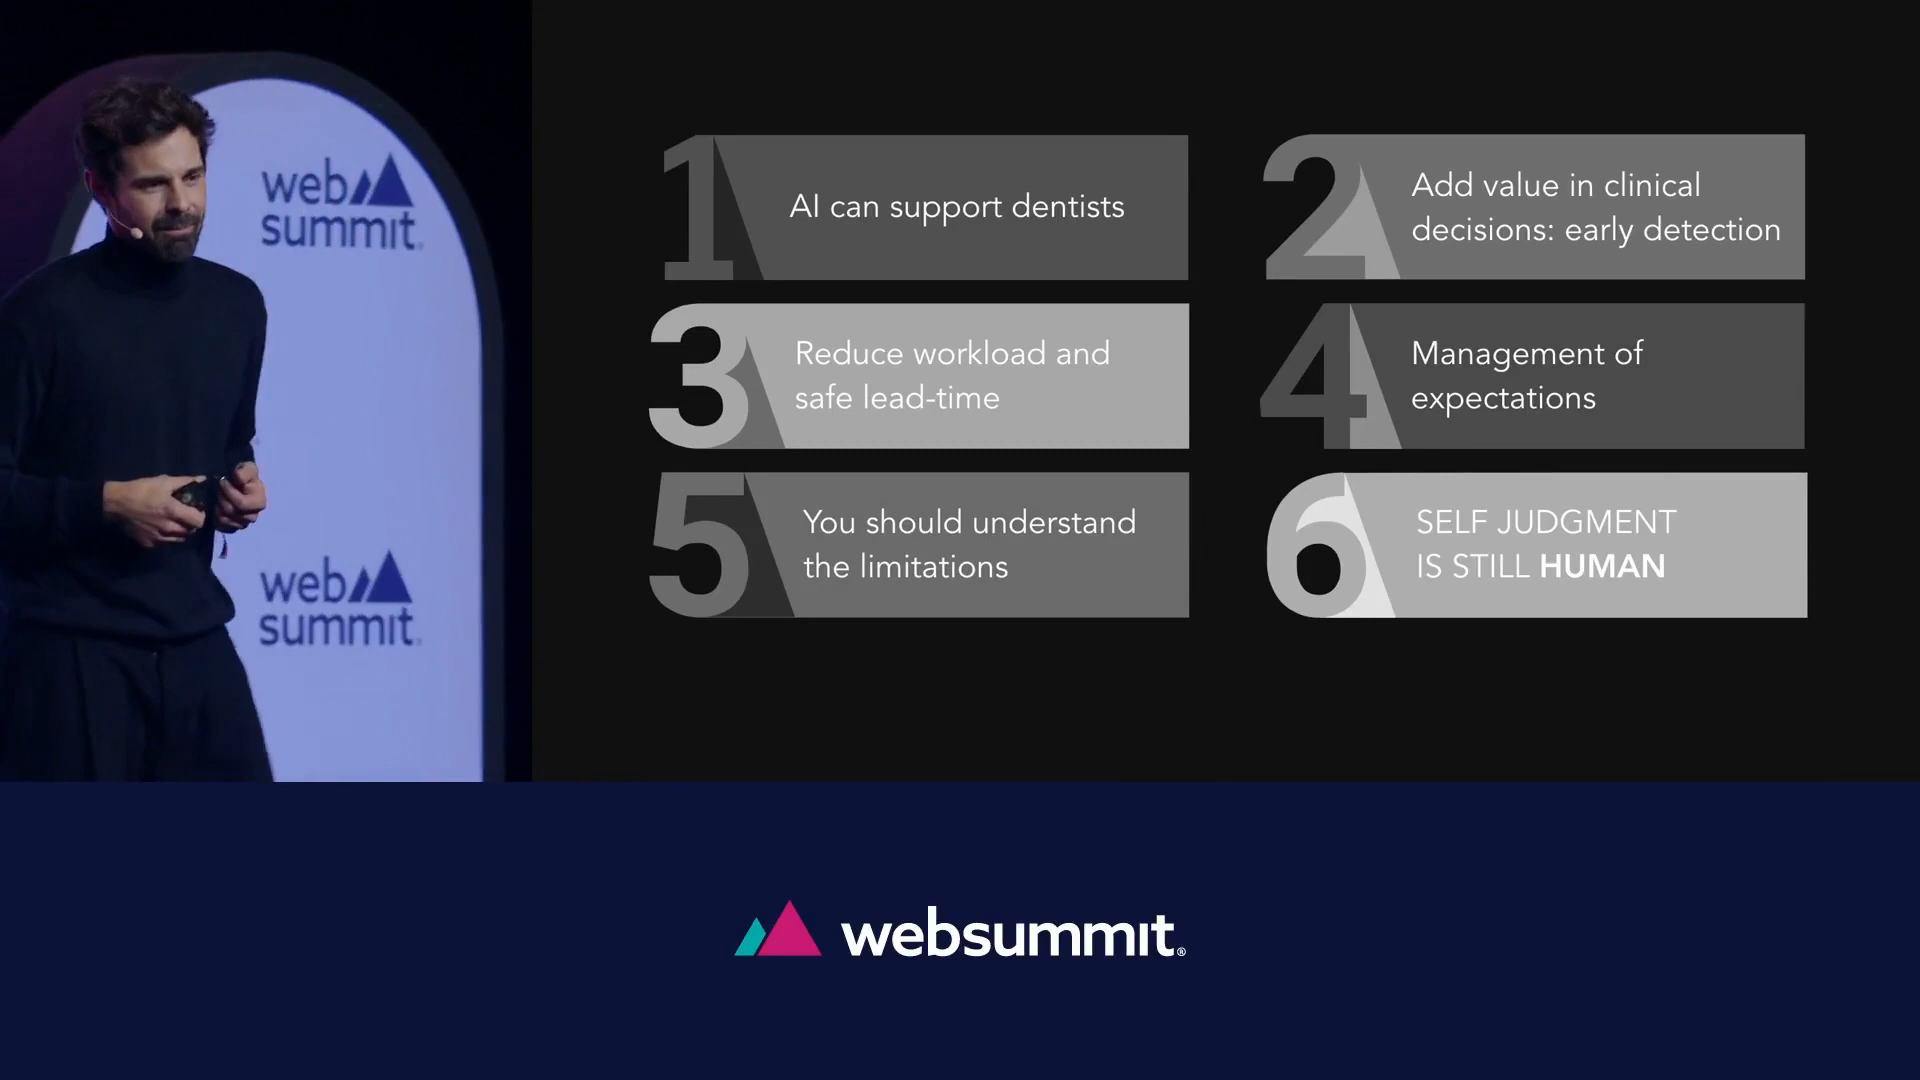 web
summit
web
summit
1
AI can support dentists
2
Add value in clinical
decisions: early detection
3
Reduce workload and
safe lead-time
4
Management of
expectations
5
You should understand
the limitations
6
SELF JUDGMENT
IS STILL HUMAN
websummit®